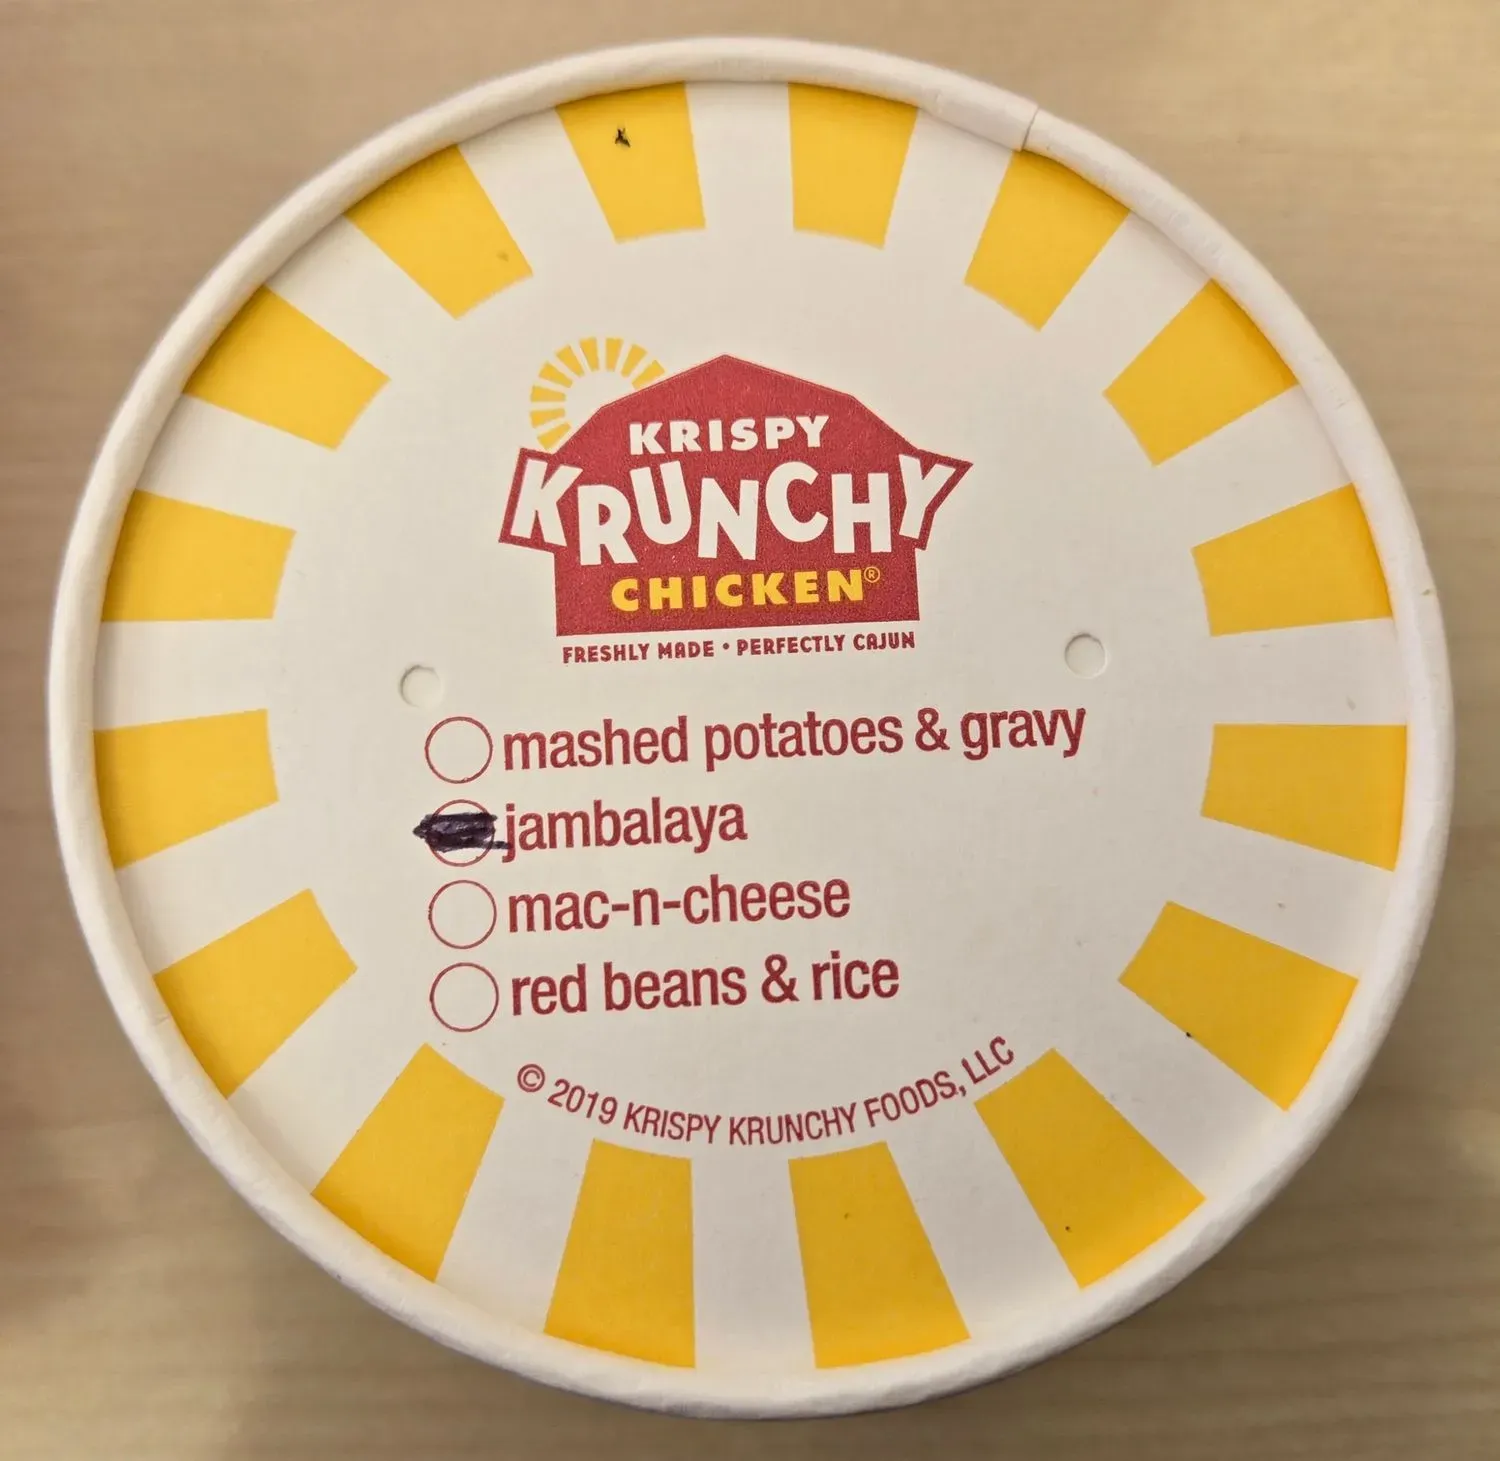 KRISPY
KRUNCHY
CHICKEN®
FRESHLY MADE • PERFECTLY CAJUN
mashed potatoes & gravy
jambalaya
mac-n-cheese
red beans & rice
© 2019 KRISPY KRUNCHY FOODS, LLC